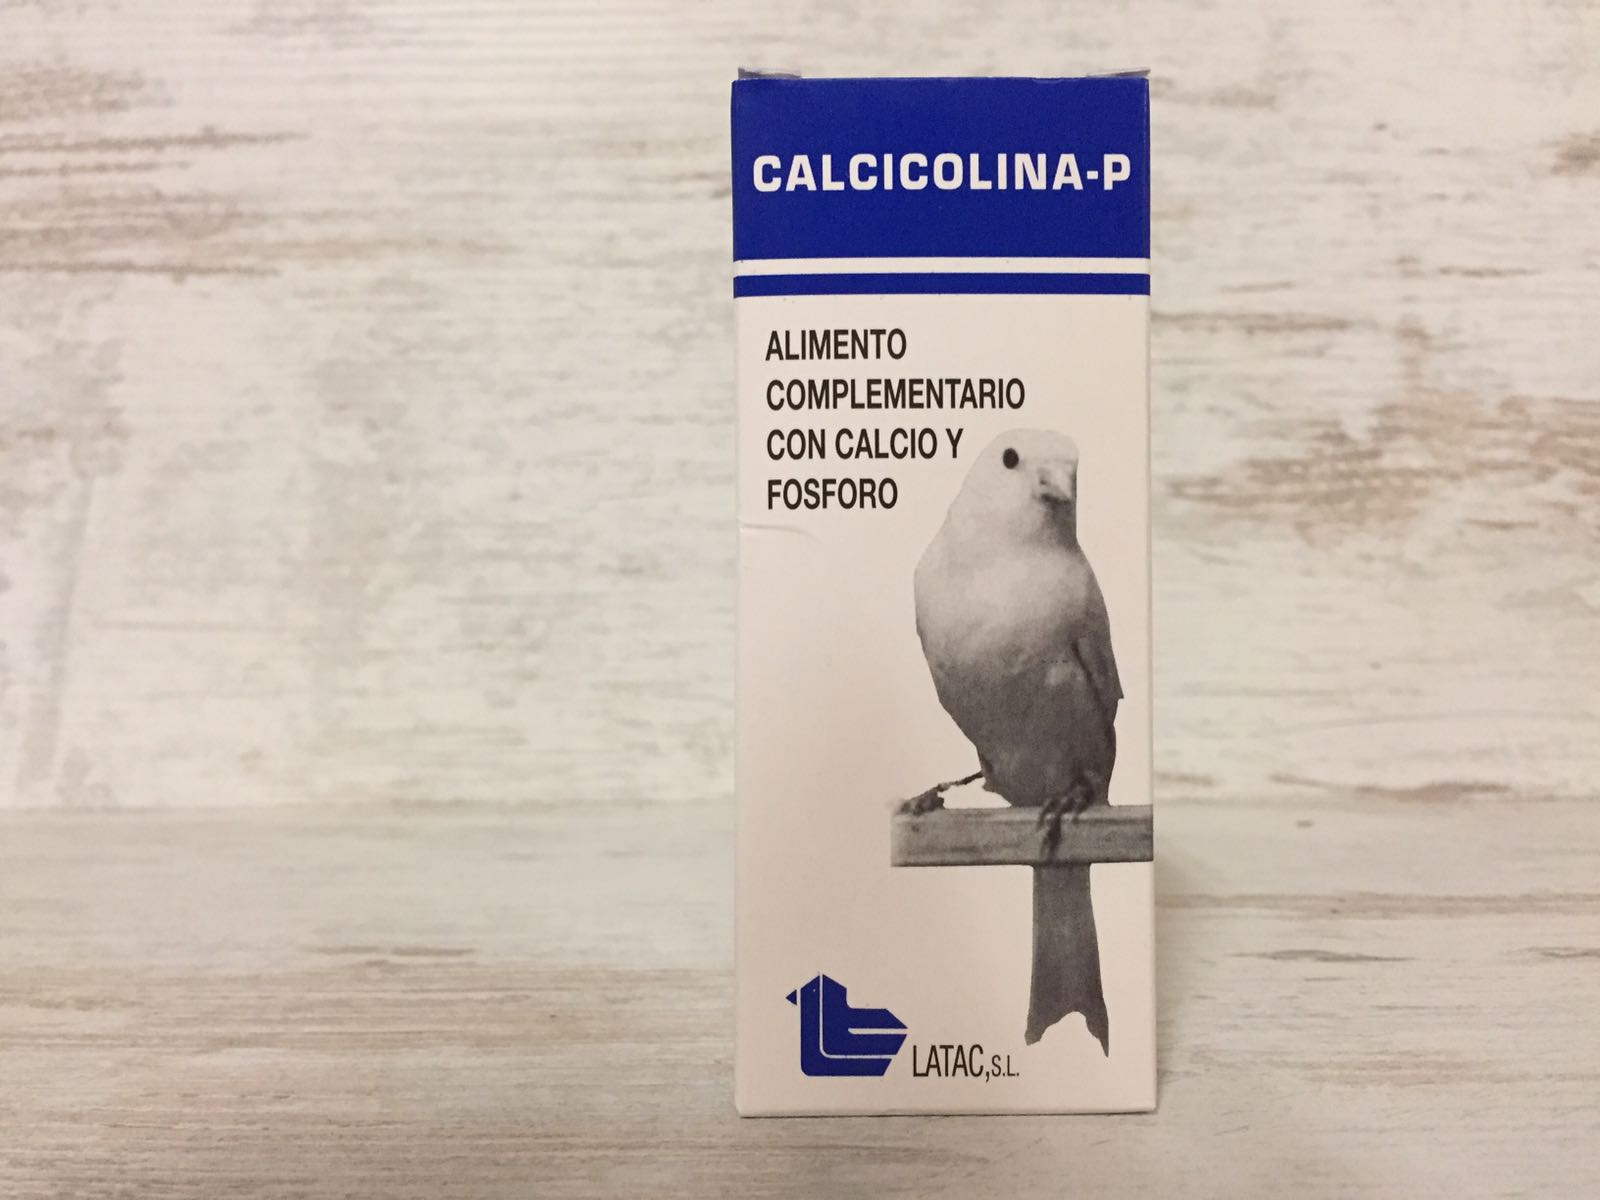 CALCICOLINA-P
ALIMENTO
COMPLEMENTARIO
CON CALCIO Y
FOSFORO
LATAC,S.L.